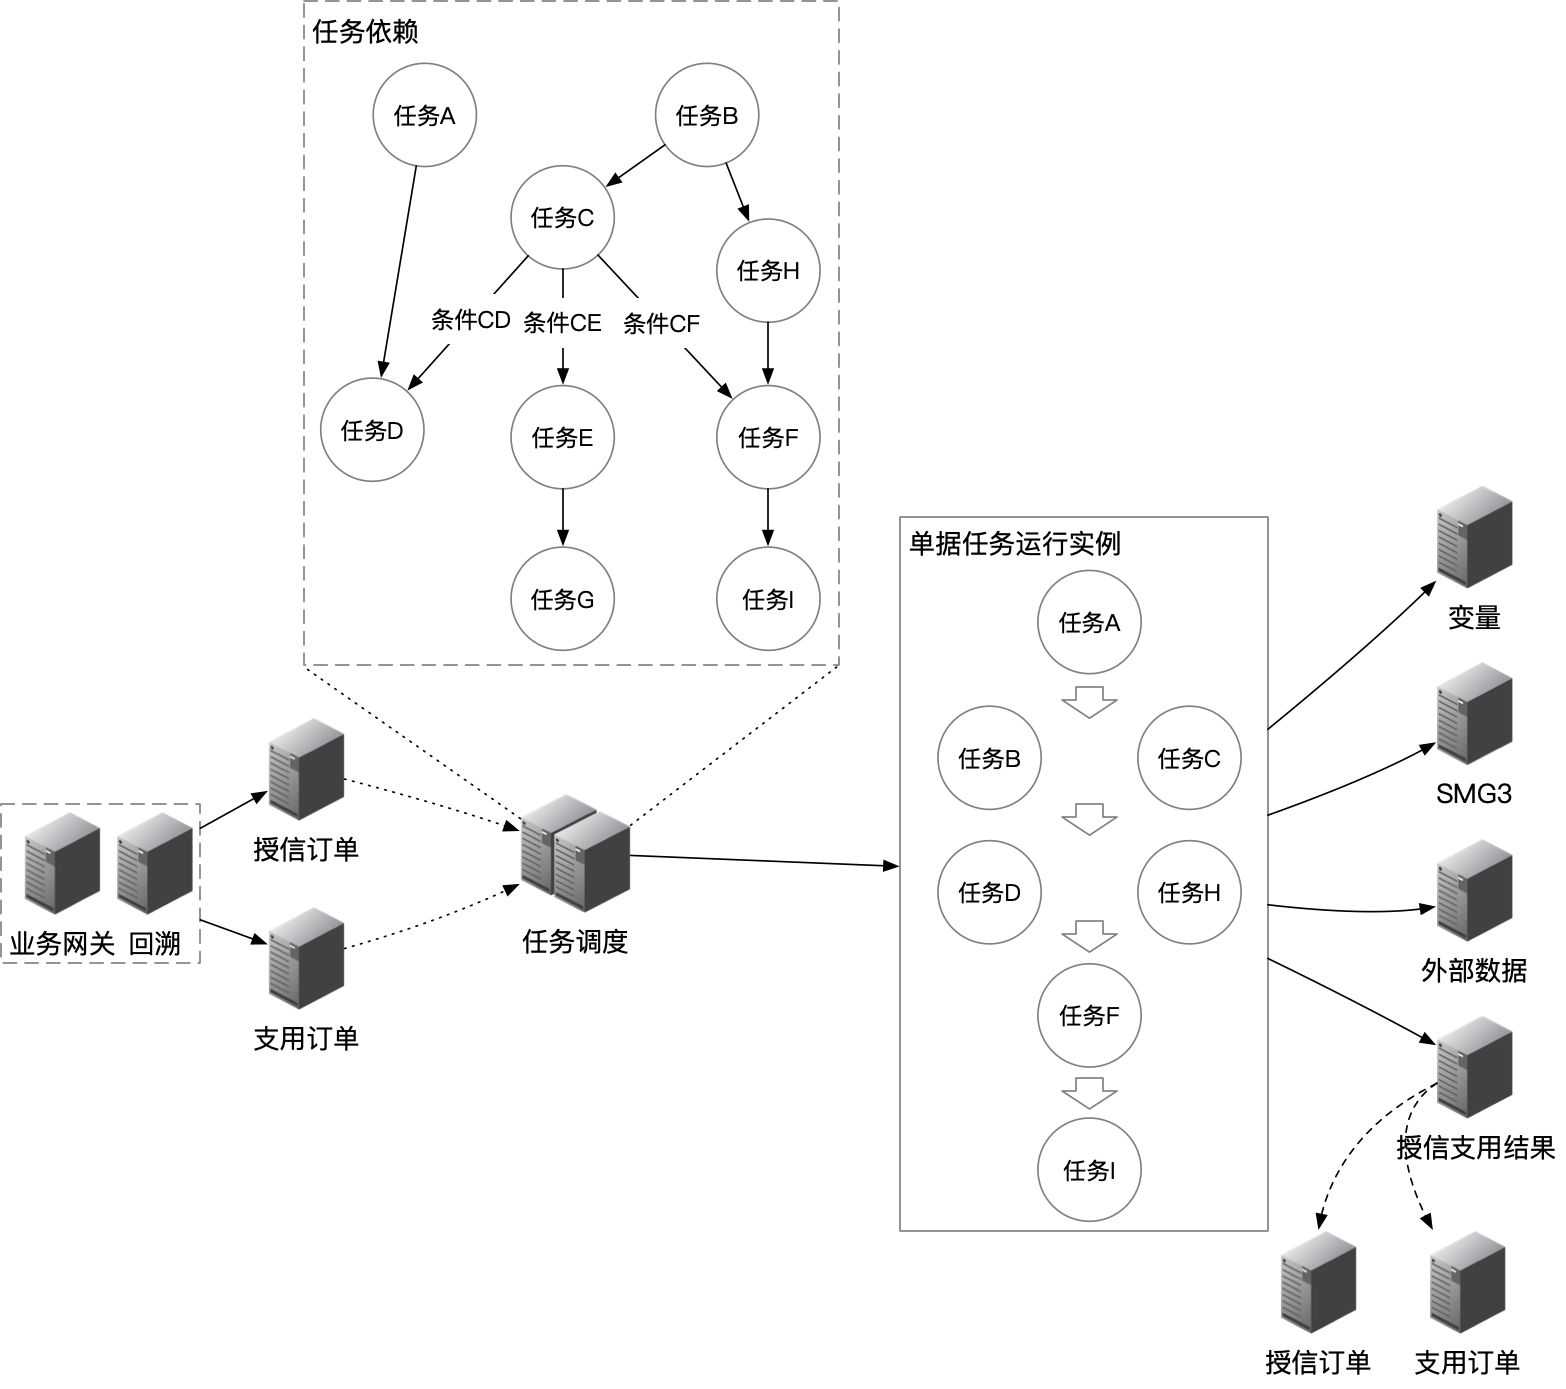 任务依赖
任务A
任务B
任务C
任务H
条件CD
条件CE
条件CF
任务D
任务E
任务F
任务G
任务I
单据任务运行实例
任务A
任务B
任务C
任务D
任务H
任务F
任务I
业务网关
回溯
授信订单
支用订单
任务调度
变量
SMG3
外部数据
授信支用结果
授信订单
支用订单